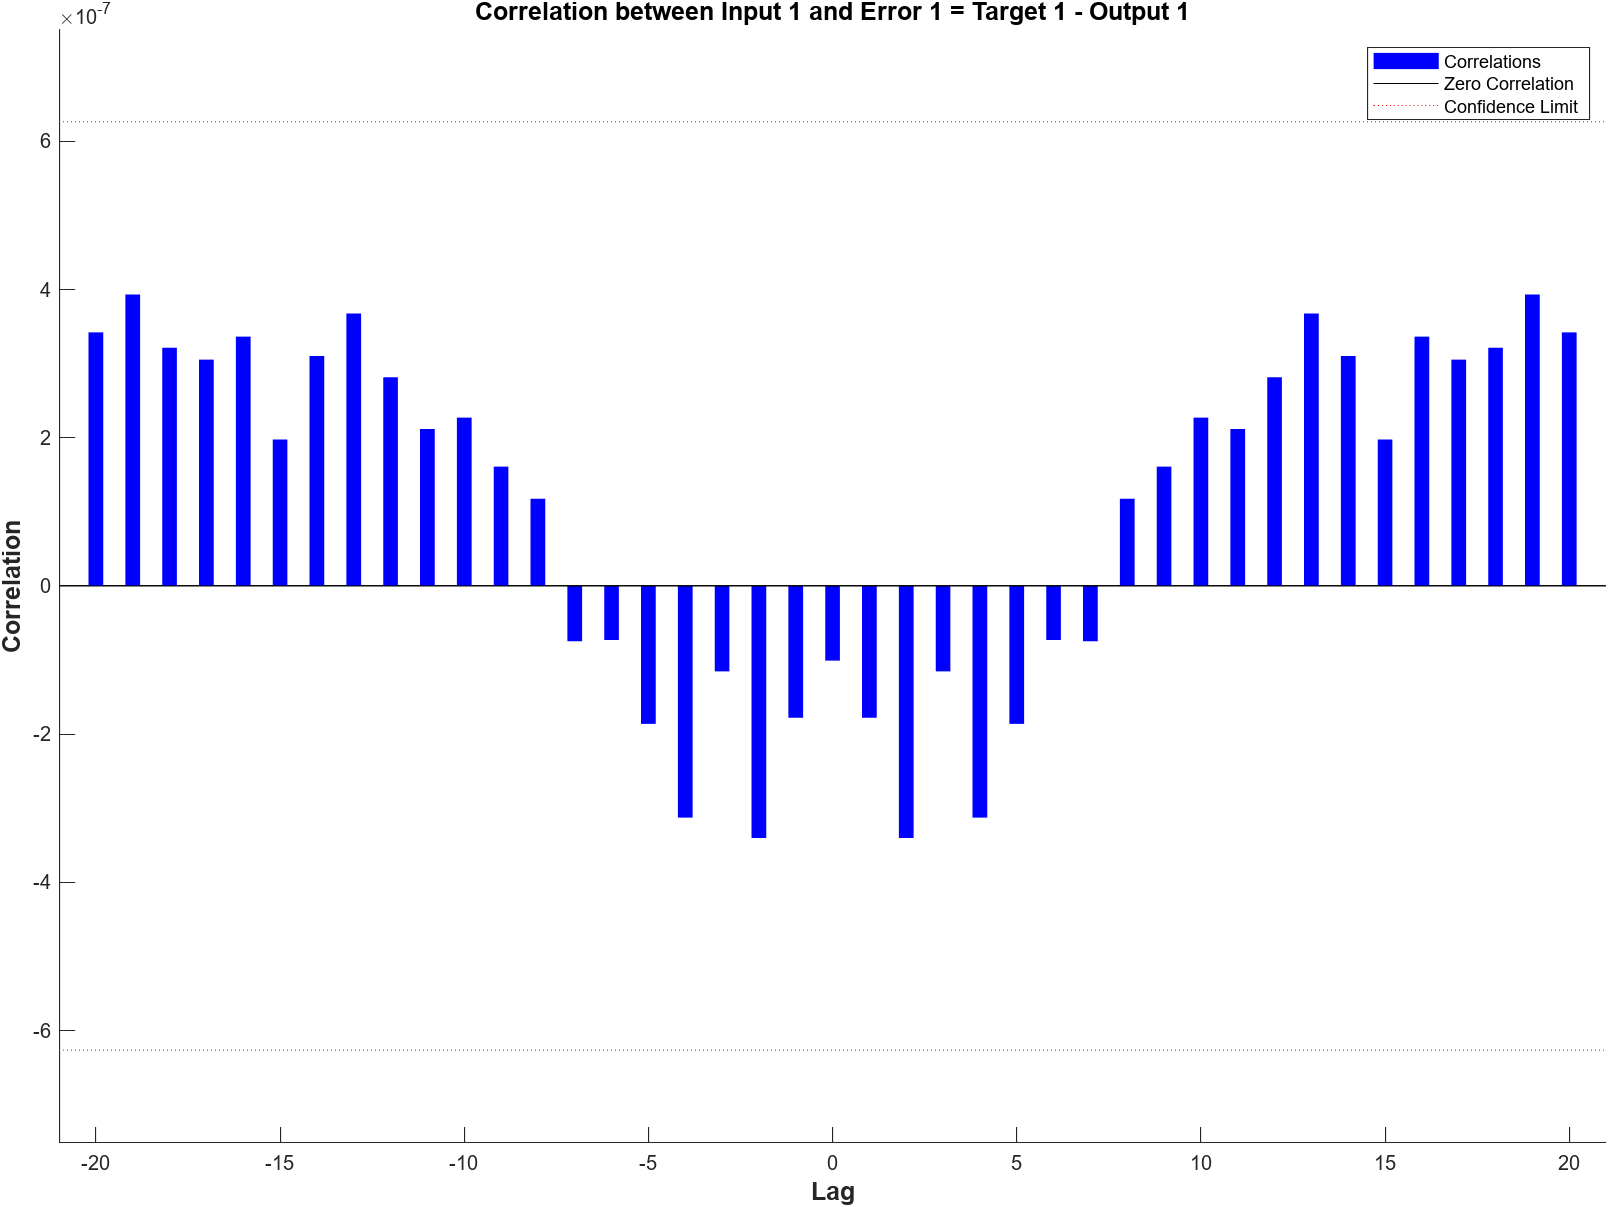 Correlation between Input 1 and Error 1 = Target 1 - Output 1
×10-7
Correlations
Zero Correlation
Confidence Limit
6
4
2
0
-2
-4
-6
Correlation
-20 -15 -10 -5 0 5 10 15 20
Lag